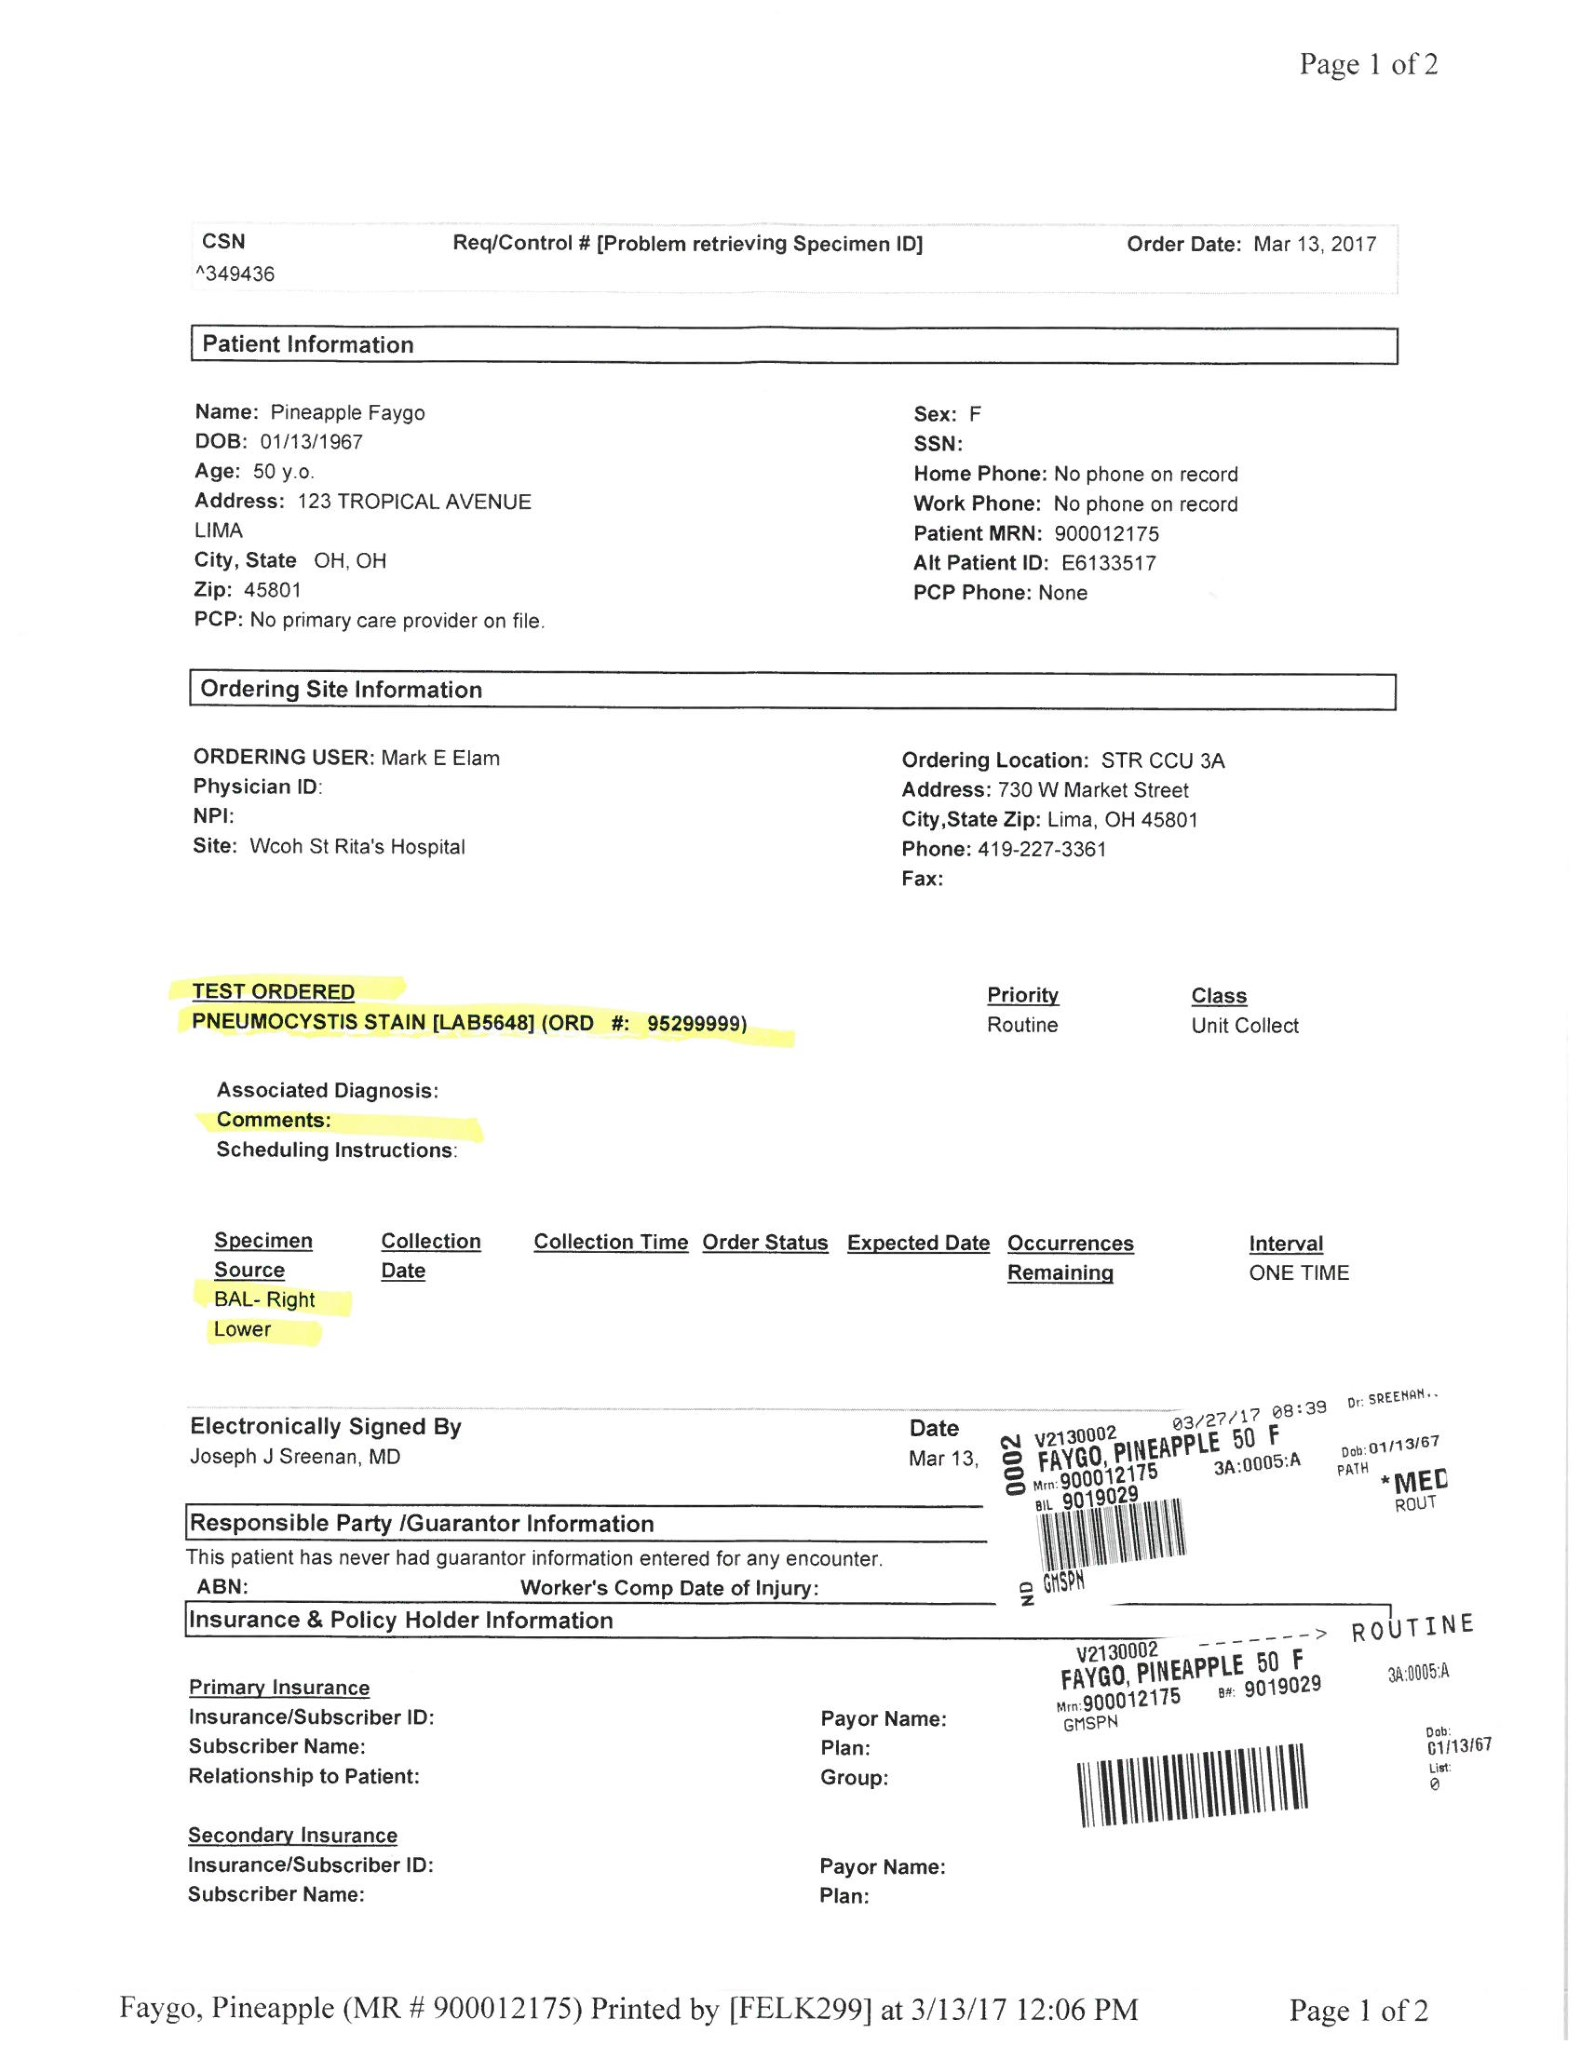 Page 1 of 2
CSN Req/Control # [Problem retrieving Specimen ID] Order Date: Mar 13, 2017
^349436
Patient Information
Name: Pineapple Faygo Sex: F
DOB: 01/13/1967 SSN:
Age: 50 y.o. Home Phone: No phone on record
Address: 123 TROPICAL AVENUE Work Phone: No phone on record
LIMA Patient MRN: 900012175
City, State OH, OH Alt Patient ID: E6133517
Zip: 45801 PCP Phone: None
PCP: No primary care provider on file.
Ordering Site Information
ORDERING USER: Mark E Elam Ordering Location: STR CCU 3A
Physician ID: Address: 730 W Market Street
NPI: City,State Zip: Lima, OH 45801
Site: Wcoh St Rita's Hospital Phone: 419-227-3361
Fax:
TEST ORDERED Priority Class
PNEUMOCYSTIS STAIN [LAB5648] (ORD #: 95299999) Routine Unit Collect
Associated Diagnosis:
Comments:
Scheduling Instructions:
Specimen Collection Collection Time Order Status Expected Date Occurrences Interval
Source Date Remaining ONE TIME
BAL- Right
Lower
Electronically Signed By Date
Joseph J Sreenan, MD Mar 13,
0002
V2130002 03/27/17 08:39 Dr: SREENAN..
FAYGO, PINEAPPLE 50 F Dob:01/13/67
Mrn:900012175 3A:0005:A PATH *MED
BIL 9019029 ROUT
ND GMSPN
Responsible Party /Guarantor Information
This patient has never had guarantor information entered for any encounter.
ABN: Worker's Comp Date of Injury:
Insurance & Policy Holder Information
V2130002 -------> ROUTINE
FAYGO, PINEAPPLE 50 F 3A:0005:A
Mrn:900012175 B#: 9019029
GMSPN
Dob:
01/13/67
List:
0
Primary Insurance
Insurance/Subscriber ID: Payor Name:
Subscriber Name: Plan:
Relationship to Patient: Group:
Secondary Insurance
Insurance/Subscriber ID: Payor Name:
Subscriber Name: Plan:
Faygo, Pineapple (MR # 900012175) Printed by [FELK299] at 3/13/17 12:06 PM Page 1 of 2